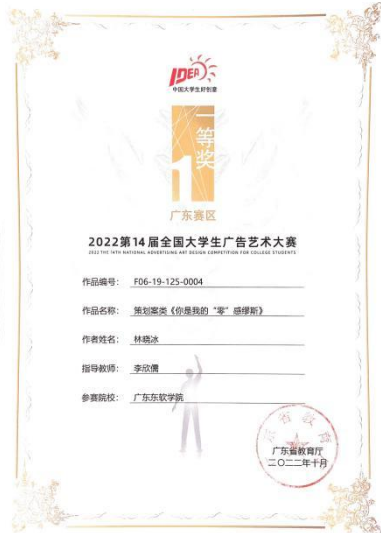 IDEA
中国大学生好创意
一等奖
1
广东赛区
2022第14届全国大学生广告艺术大赛
2022 THE 14TH NATIONAL ADVERTISING ART DESIGN COMPETITION FOR COLLEGE STUDENTS
作品编号: F06-19-125-0004
作品名称: 策划案类《你是我的“零”感缪斯》
作者姓名: 林晓冰
指导教师: 李欣儒
参赛院校: 广东东软学院
广东省教育厅
二〇二二年十月